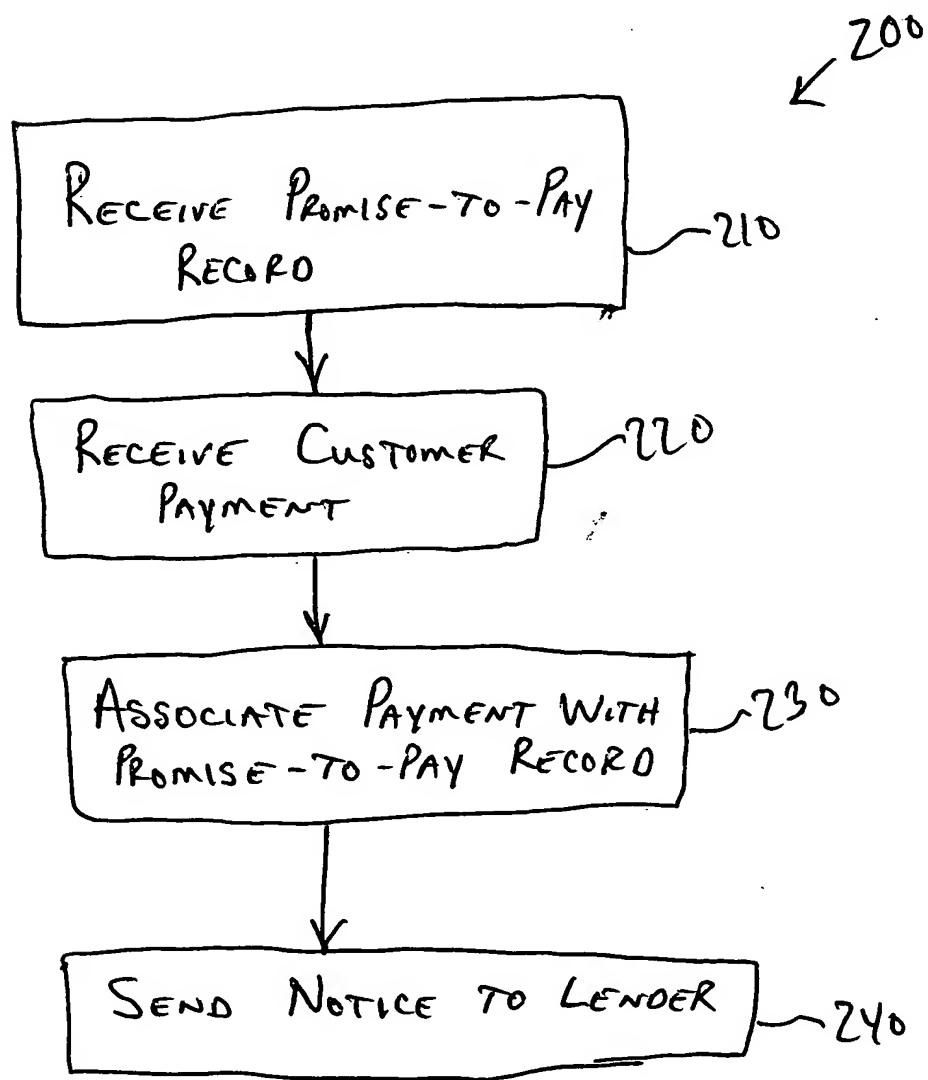 200
RECEIVE PROMISE-TO-PAY
RECORD
210
RECEIVE CUSTOMER
PAYMENT
220
ASSOCIATE PAYMENT WITH
PROMISE-TO-PAY RECORD
230
SEND NOTICE TO LENDER
240